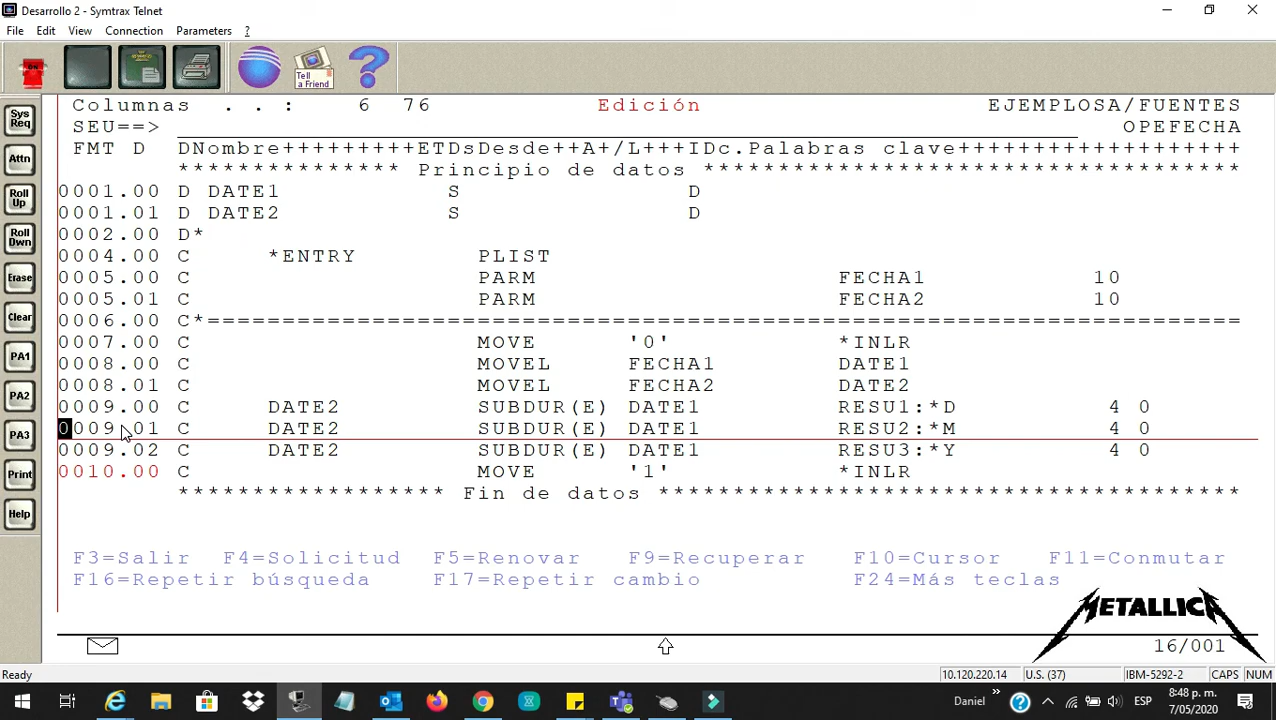 Desarrollo 2 - Symtrax Telnet
File Edit View Connection Parameters ?
ON
Tell a Friend
Columnas . . : 6 76 Edición EJEMPLOSA/FUENTES
SEU==> OPEFECHA
FMT D DNombre+++++++++ETDsDesde++A+/L+++IDc.Palabras clave+++++++++++++++++++
*************** Principio de datos ************************************
0001.00 D DATE1 S D
0001.01 D DATE2 S D
0002.00 D*
0004.00 C *ENTRY PLIST
0005.00 C PARM FECHA1 10
0005.01 C PARM FECHA2 10
0006.00 C*=====================================================================
0007.00 C MOVE '0' *INLR
0008.00 C MOVEL FECHA1 DATE1
0008.01 C MOVEL FECHA2 DATE2
0009.00 C DATE2 SUBDUR(E) DATE1 RESU1:*D 4 0
0009.01 C DATE2 SUBDUR(E) DATE1 RESU2:*M 4 0
0009.02 C DATE2 SUBDUR(E) DATE1 RESU3:*Y 4 0
0010.00 C MOVE '1' *INLR
****************** Fin de datos ***************************************
F3=Salir F4=Solicitud F5=Renovar F9=Recuperar F10=Cursor F11=Conmutar
F16=Repetir búsqueda F17=Repetir cambio F24=Más teclas
Sys Req
Attn
Roll Up
Roll Dwn
Erase
Clear
PA1
PA2
PA3
Print
Help
METALLICA
16/001
Ready 10.120.220.14 U.S. (37) IBM-5292-2 CAPS NUM
Daniel » ESP 8:48 p. m.
7/05/2020